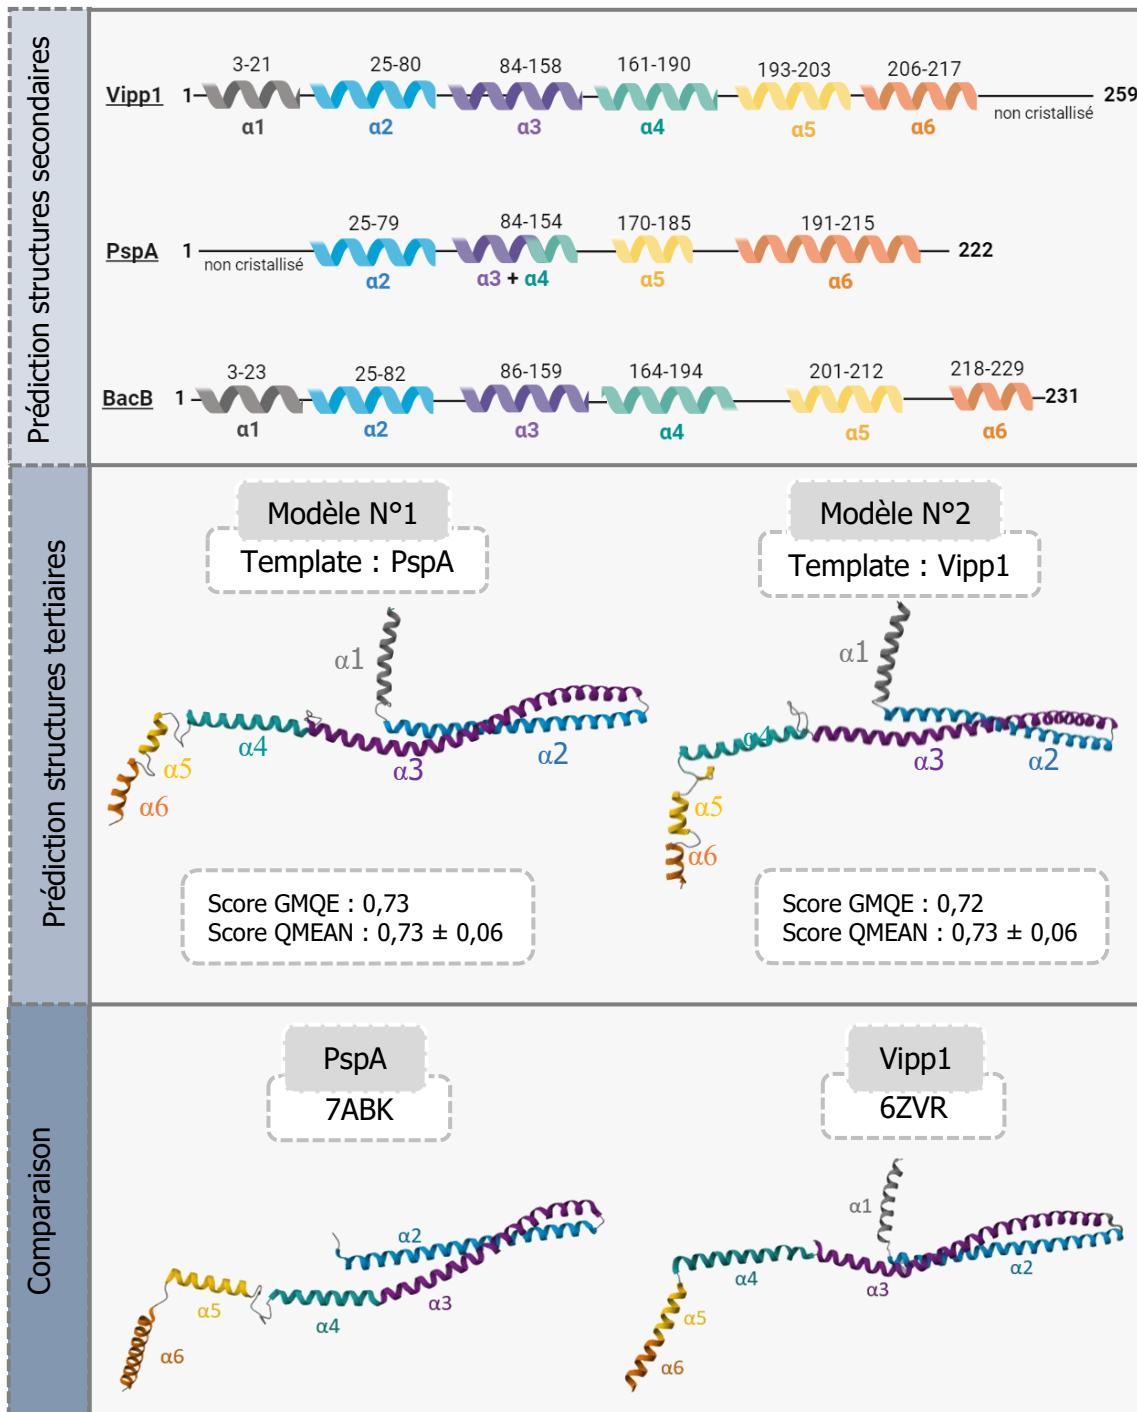 Prédiction structures secondaires
3-21 25-80 84-158 161-190 193-203 206-217
Vipp1 1 259
non cristallisé
α1 α2 α3 α4 α5 α6
25-79 84-154 170-185 191-215
PspA 1 222
non cristallisé
α2 α3 + α4 α5 α6
3-23 25-82 86-159 164-194 201-212 218-229
BacB 1 231
α1 α2 α3 α4 α5 α6
Prédiction structures tertiaires
Modèle N°1
Template : PspA
α1
α4
α3
α2
α5
α6
Score GMQE : 0,73
Score QMEAN : 0,73 ± 0,06
Modèle N°2
Template : Vipp1
α1
α4
α3
α2
α5
α6
Score GMQE : 0,72
Score QMEAN : 0,73 ± 0,06
Comparaison
PspA
7ABK
α2
α5
α4
α3
α6
Vipp1
6ZVR
α1
α4
α3
α2
α5
α6